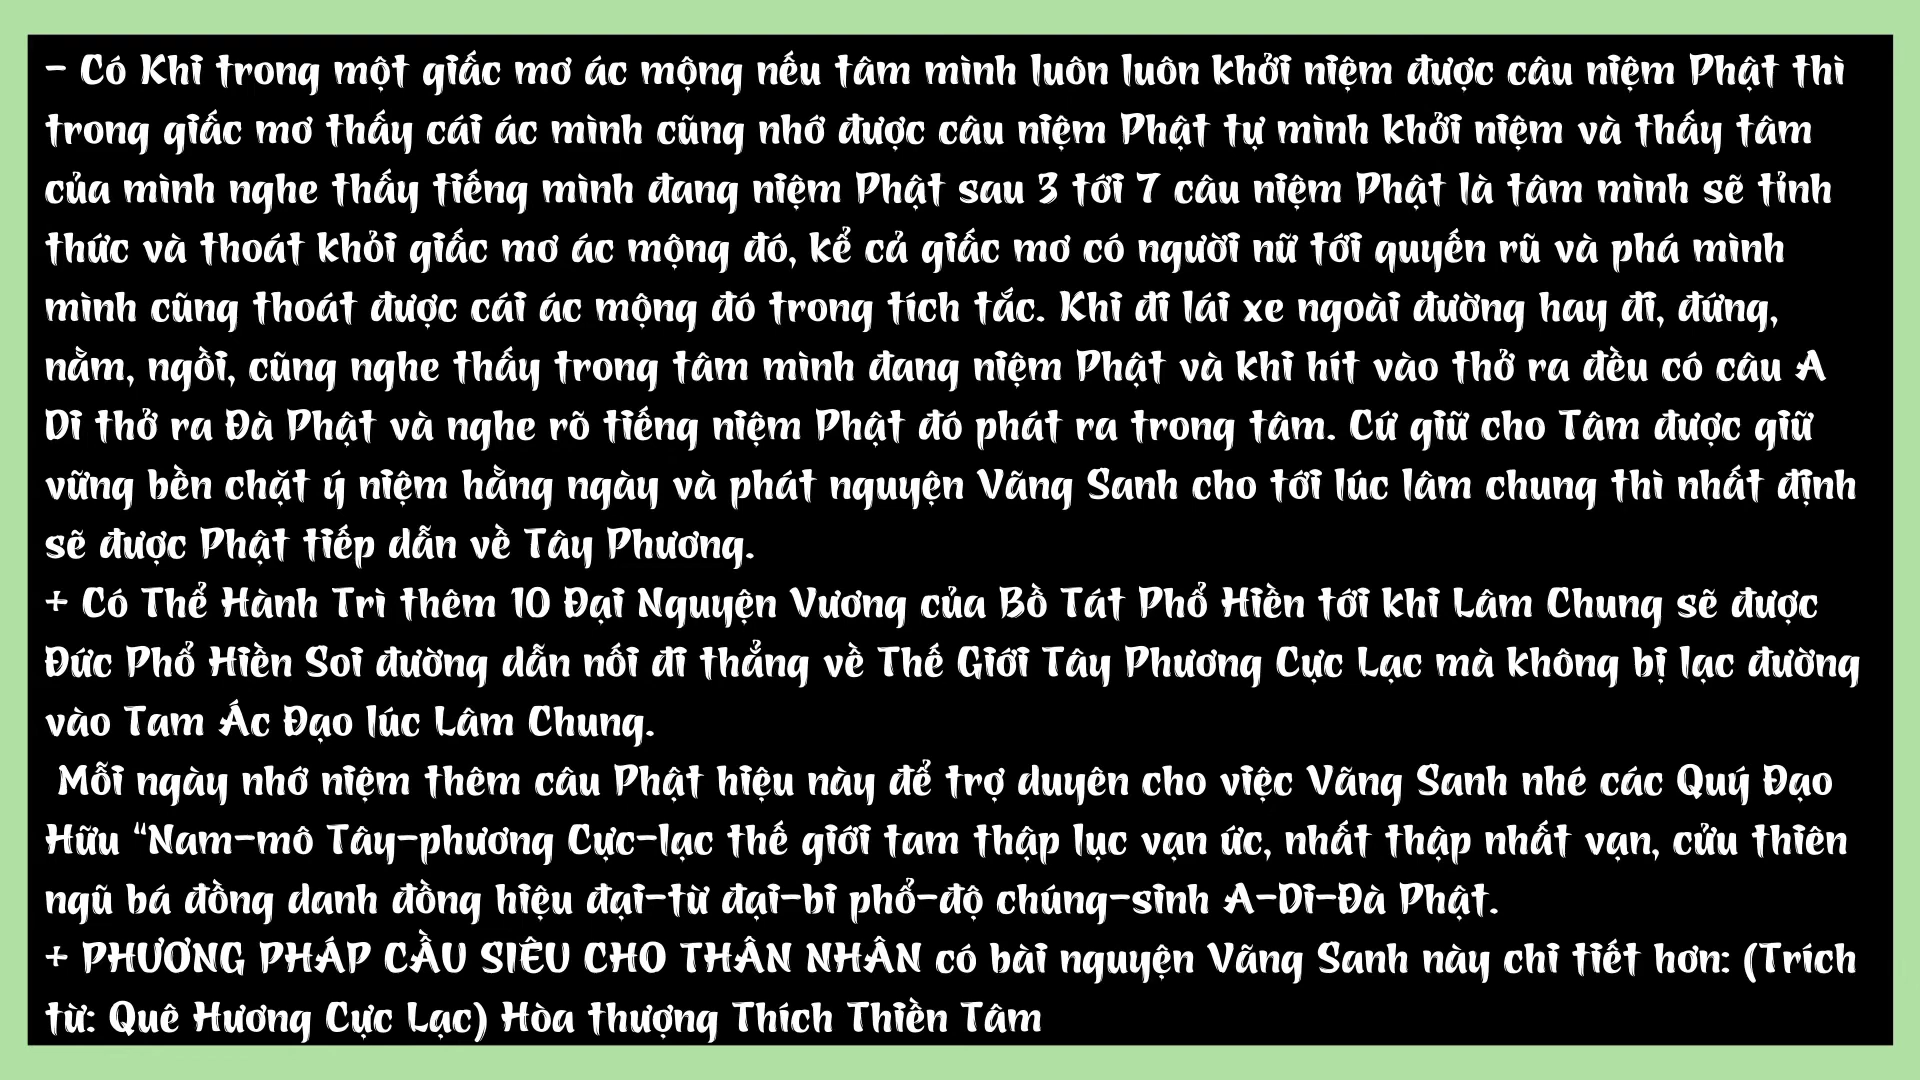 - Có Khi trong một giấc mơ ác mộng nếu tâm mình luôn luôn khởi niệm được câu niệm Phật thì
trong giấc mơ thấy cái ác mình cũng nhớ được câu niệm Phật tự mình khởi niệm và thấy tâm
của mình nghe thấy tiếng mình đang niệm Phật sau 3 tới 7 câu niệm Phật là tâm mình sẽ tỉnh
thức và thoát khỏi giấc mơ ác mộng đó, kể cả giấc mơ có người nữ tới quyến rũ và phá mình
mình cũng thoát được cái ác mộng đó trong tích tắc. Khi đi lái xe ngoài đường hay đi, đứng,
nằm, ngồi, cũng nghe thấy trong tâm mình đang niệm Phật và khi hít vào thở ra đều có câu A
Di thở ra Đà Phật và nghe rõ tiếng niệm Phật đó phát ra trong tâm. Cứ giữ cho Tâm được giữ
vững bền chặt ý niệm hằng ngày và phát nguyện Vãng Sanh cho tới lúc lâm chung thì nhất định
sẽ được Phật tiếp dẫn về Tây Phương.
+ Có Thể Hành Trì thêm 10 Đại Nguyện Vương của Bồ Tát Phổ Hiền tới khi Lâm Chung sẽ được
Đức Phổ Hiền Soi đường dẫn nối đi thẳng về Thế Giới Tây Phương Cực Lạc mà không bị lạc đường
vào Tam Ác Đạo lúc Lâm Chung.
Mỗi ngày nhớ niệm thêm câu Phật hiệu này để trợ duyên cho việc Vãng Sanh nhé các Quý Đạo
Hữu "Nam-mô Tây-phương Cực-lạc thế giới tam thập lục vạn ức, nhất thập nhất vạn, cửu thiên
ngũ bá đồng danh đồng hiệu đại-từ đại-bi phổ-độ chúng-sinh A-Di-Đà Phật.
+ PHƯƠNG PHÁP CẦU SIÊU CHO THÂN NHÂN có bài nguyện Vãng Sanh này chi tiết hơn: (Trích
từ: Quê Hương Cực Lạc) Hòa thượng Thích Thiền Tâm